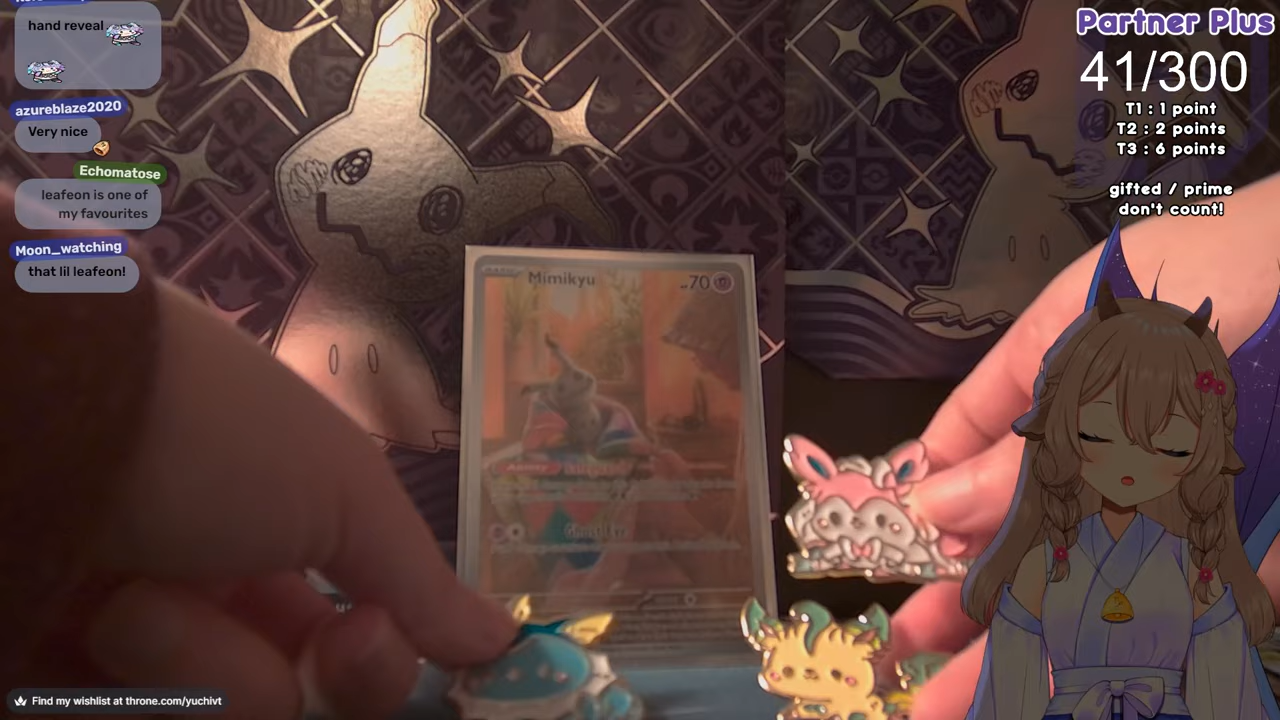 hand reveal
azureblaze2020
Very nice
Echomatose
leafeon is one of
my favourites
Moon_watching
that lil leafeon!
Mimikyu
70
Partner Plus
41/300
T1 : 1 point
T2 : 2 points
T3 : 6 points
gifted / prime
don't count!
Find my wishlist at throne.com/yuchivt